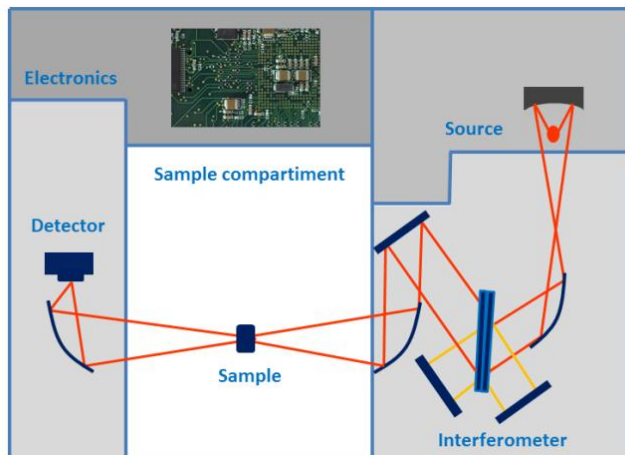 Electronics
Source
Sample compartiment
Detector
Sample
Interferometer